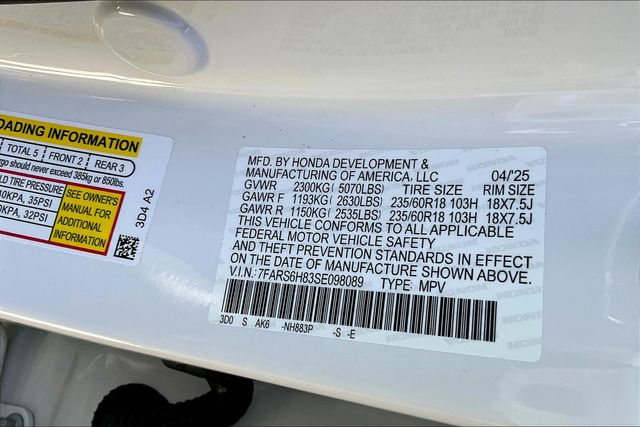 OADING INFORMATION
TOTAL 5 FRONT 2 REAR 3
rgo should never exceed 385kg or 850lbs.
LD TIRE PRESSURE
40KPA, 35PSI
0KPA, 32PSI
SEE OWNER'S
MANUAL FOR
ADDITIONAL
INFORMATION
3D4 A2
MFD. BY HONDA DEVELOPMENT &
MANUFACTURING OF AMERICA, LLC 04/'25
GVWR 2300KG(5070LBS) TIRE SIZE RIM SIZE
GAWR F 1193KG(2630LBS) 235/60R18 103H 18X7.5J
GAWR R 1150KG(2535LBS) 235/60R18 103H 18X7.5J
THIS VEHICLE CONFORMS TO ALL APPLICABLE
FEDERAL MOTOR VEHICLE SAFETY
AND THEFT PREVENTION STANDARDS IN EFFECT
ON THE DATE OF MANUFACTURE SHOWN ABOVE.
V.I.N.:7FARS6H83SE098089 TYPE: MPV
3D0 S AK6 -NH883P -S -E